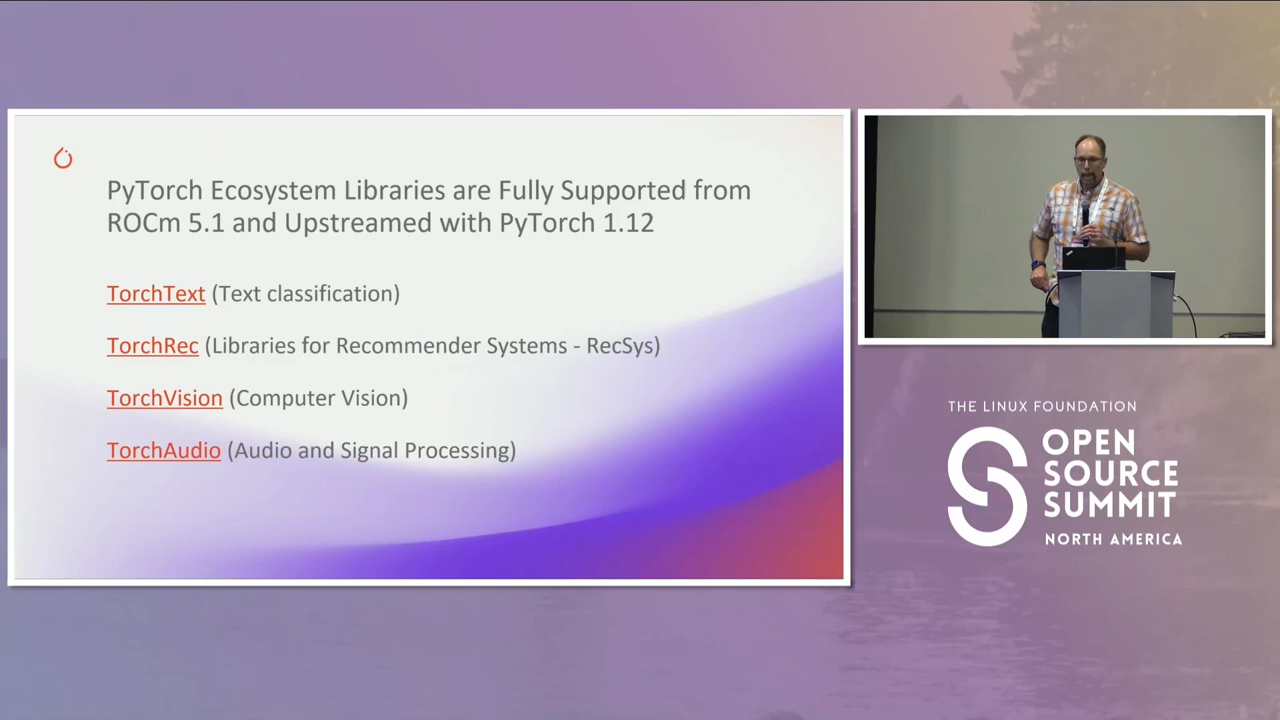 PyTorch Ecosystem Libraries are Fully Supported from
ROCm 5.1 and Upstreamed with PyTorch 1.12
TorchText (Text classification)
TorchRec (Libraries for Recommender Systems - RecSys)
TorchVision (Computer Vision)
TorchAudio (Audio and Signal Processing)
THE LINUX FOUNDATION
OPEN
SOURCE
SUMMIT
NORTH AMERICA